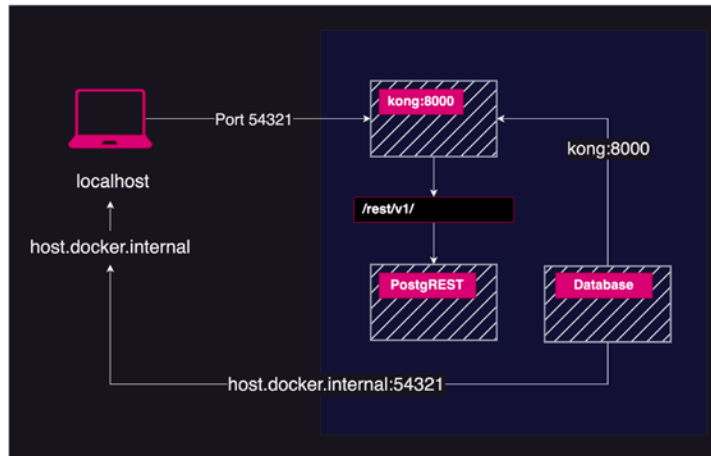 kong:8000
Port 54321
kong:8000
localhost
/rest/v1/
host.docker.internal
PostgREST
Database
host.docker.internal:54321